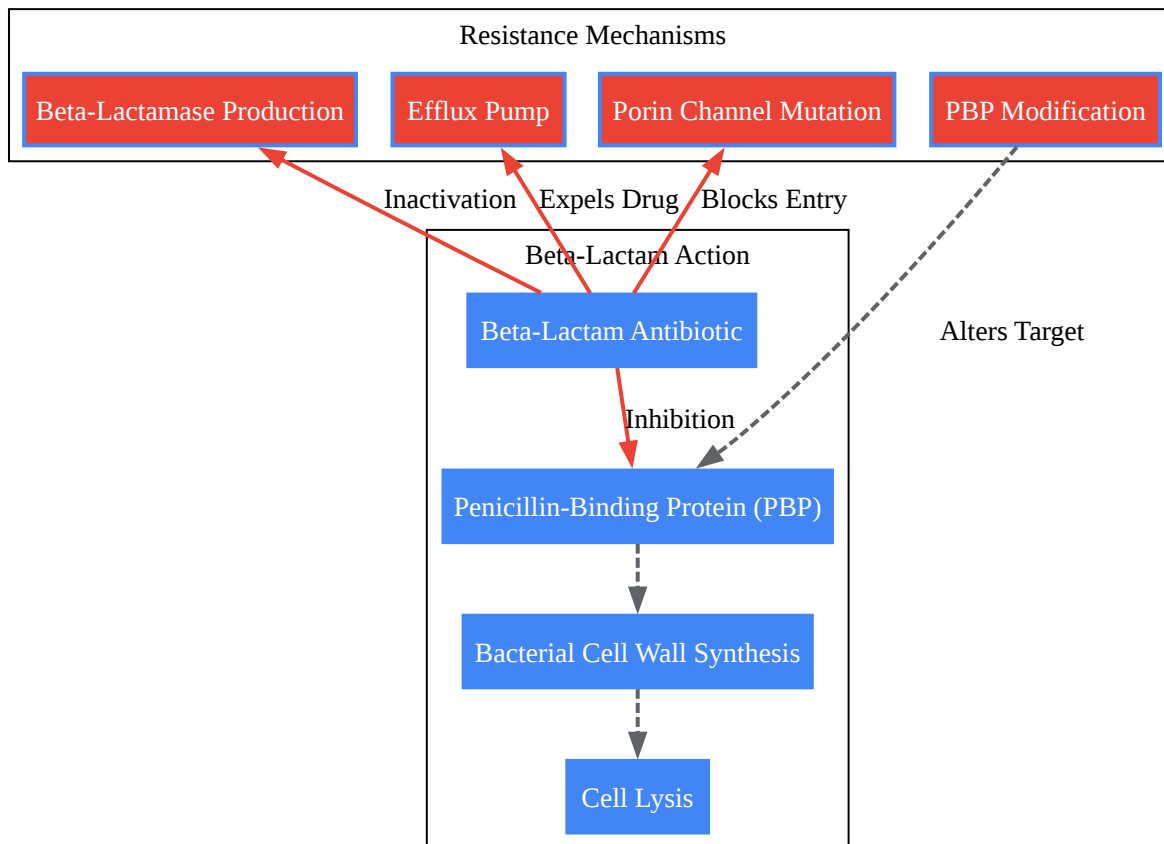 Resistance Mechanisms
Beta-Lactamase Production
Efflux Pump
Porin Channel Mutation
PBP Modification
Inactivation
Expels Drug
Blocks Entry
Beta-Lactam Action
Beta-Lactam Antibiotic
Alters Target
Inhibition
Penicillin-Binding Protein (PBP)
Bacterial Cell Wall Synthesis
Cell Lysis